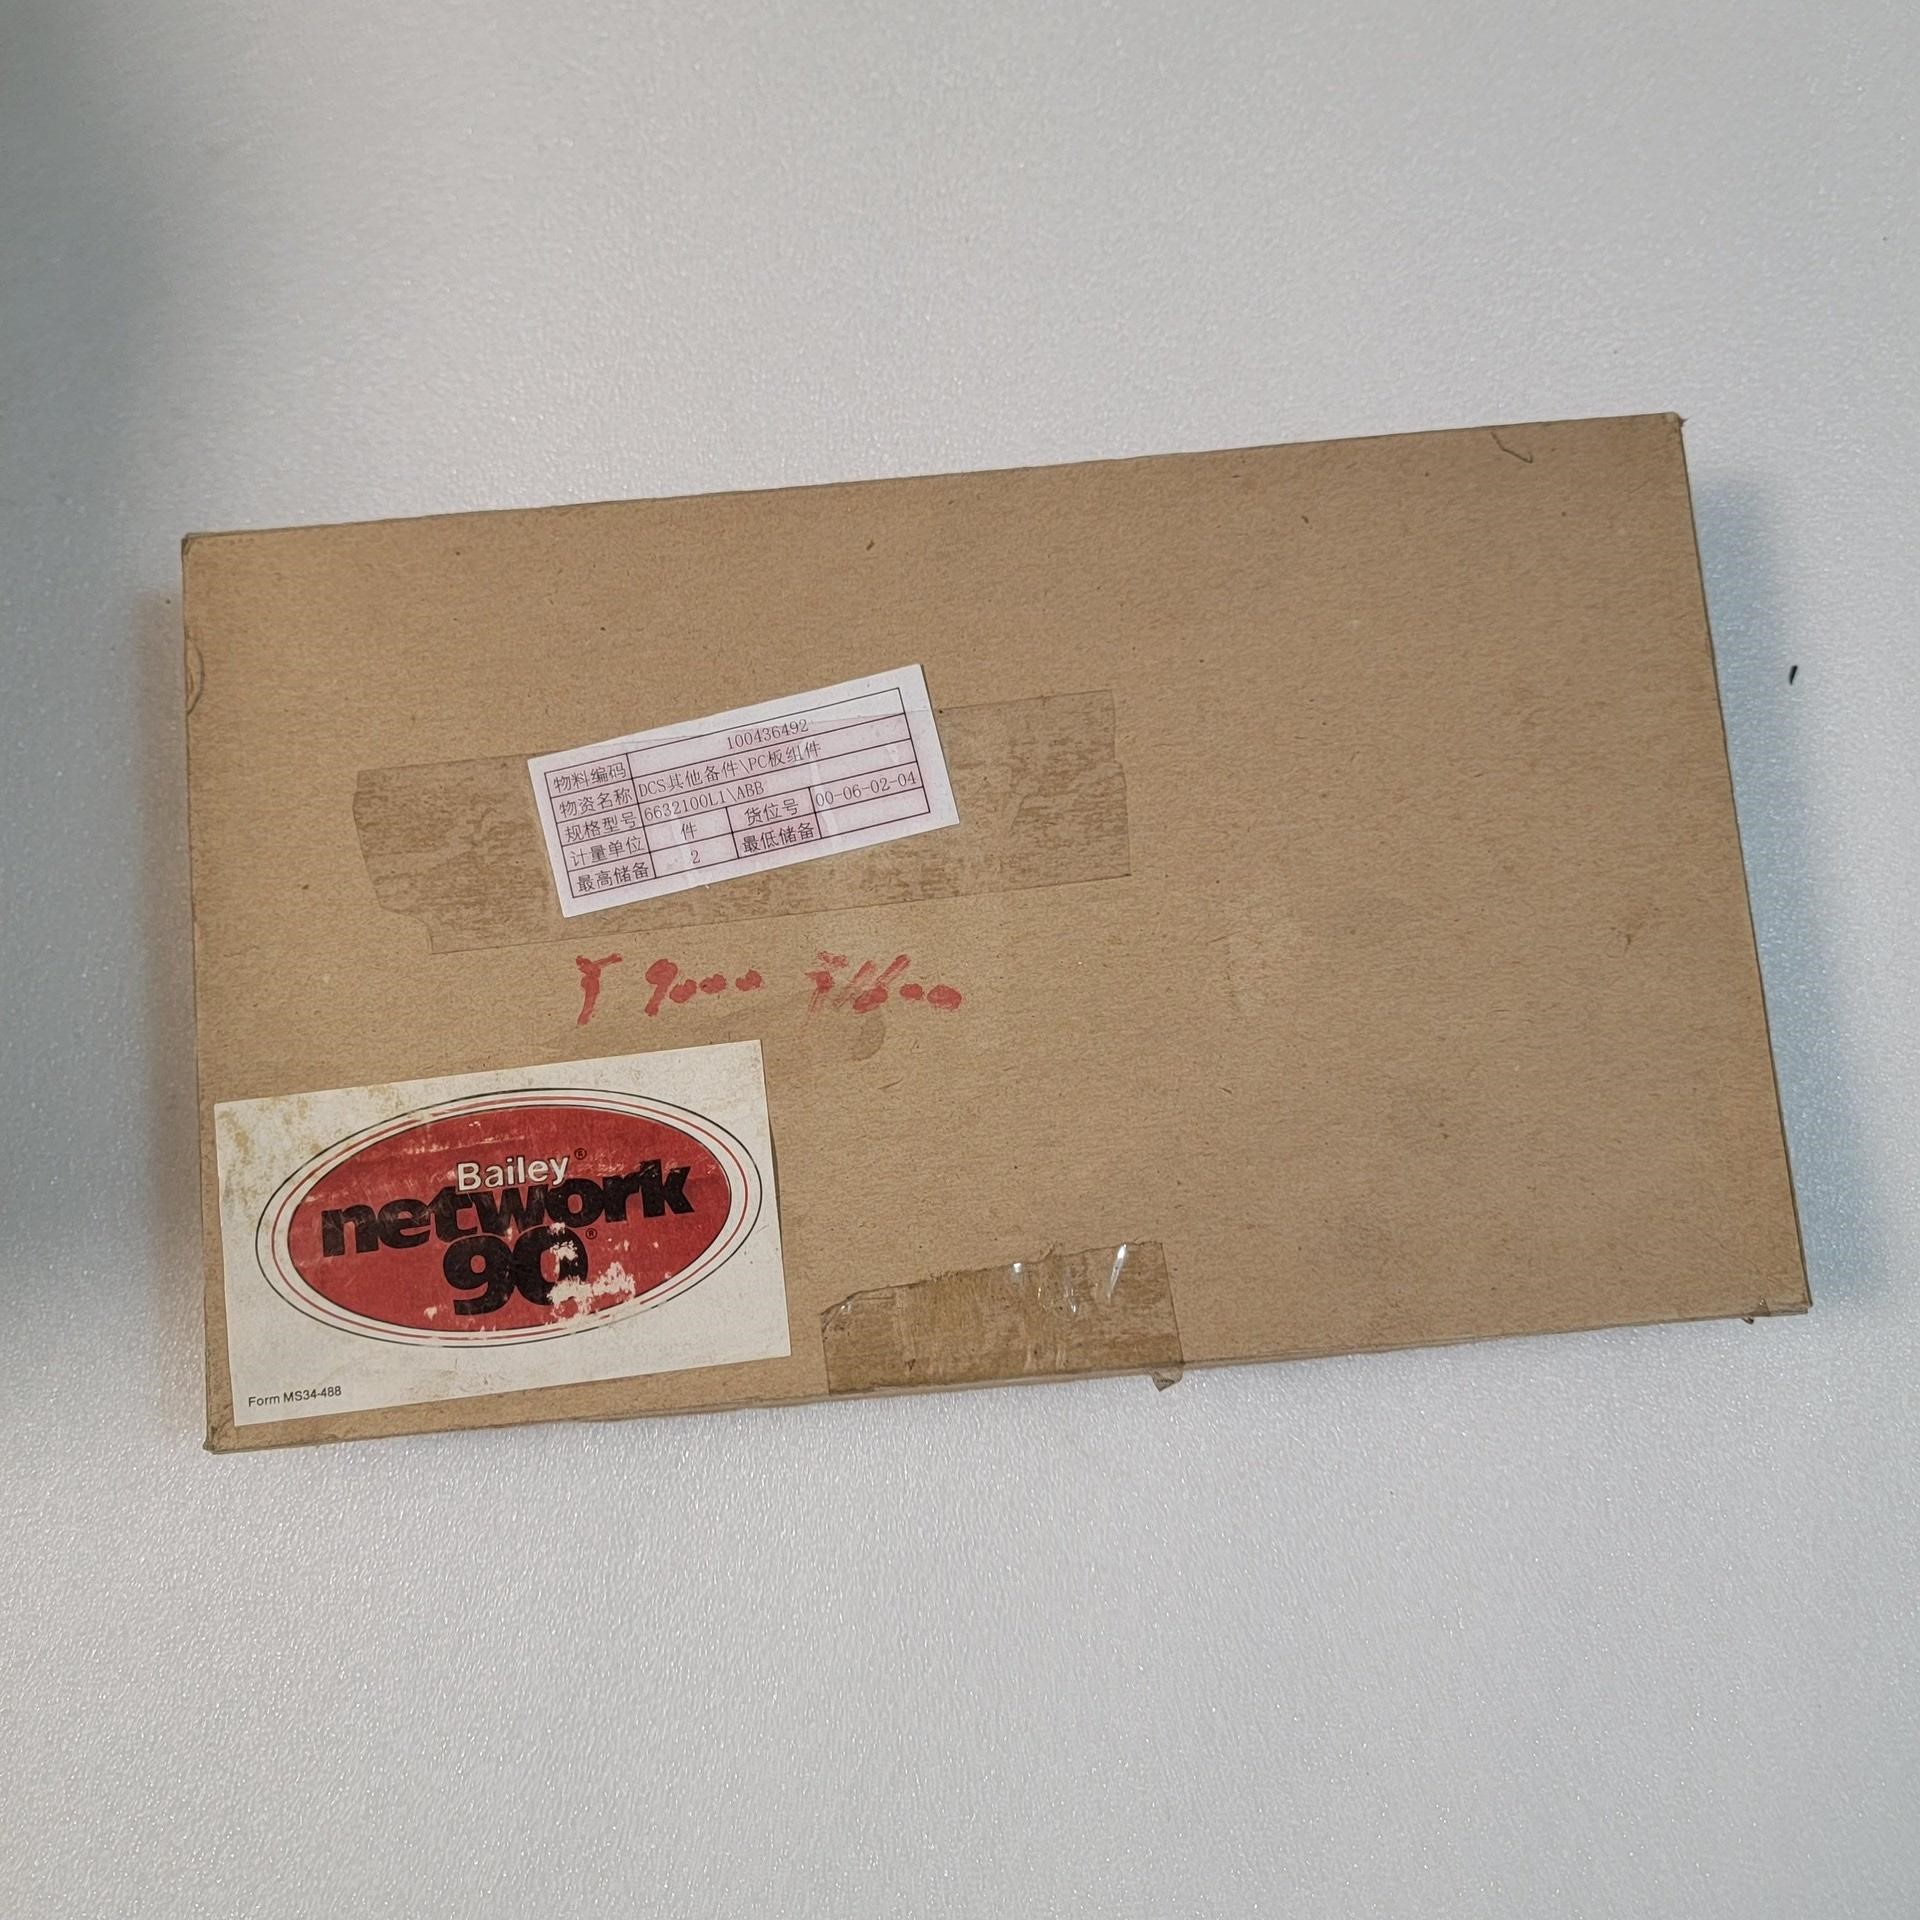 物料编码 100436492
物资名称 DCS其他备件\PC板组件
规格型号 6632100L1\ABB
计量单位 件 货位号 00-06-02-04
最高储备 2 最低储备
9000
Bailey®
network
90®
Form MS34-488